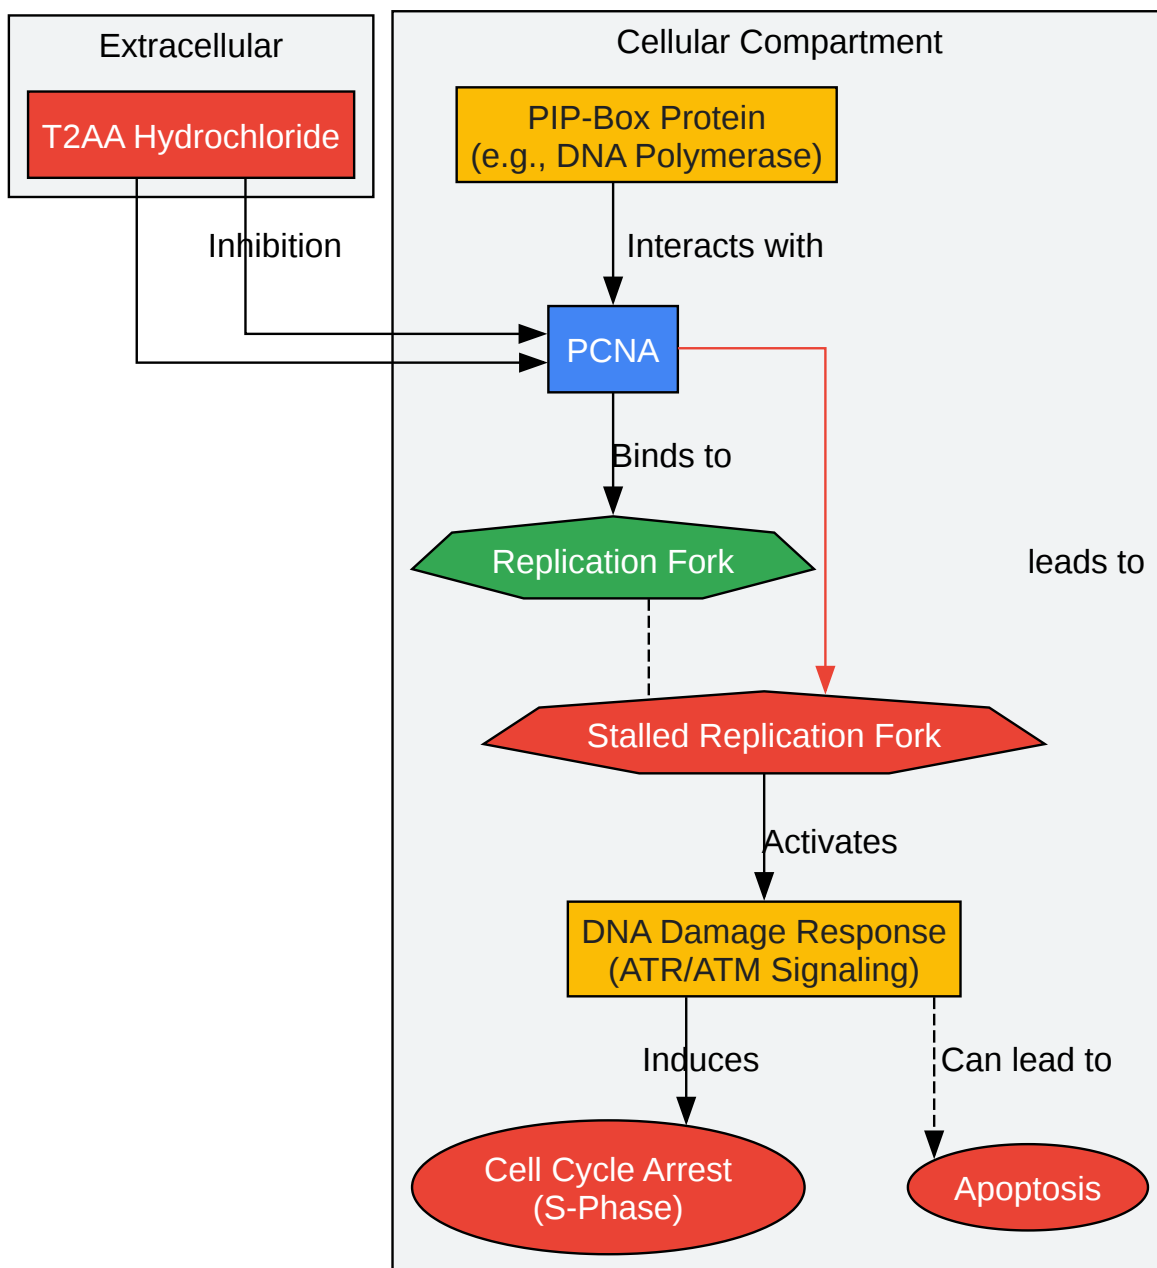 Extracellular
Cellular Compartment
T2AA Hydrochloride
PIP-Box Protein
(e.g., DNA Polymerase)
Inhibition
Interacts with
PCNA
Binds to
Replication Fork
leads to
Stalled Replication Fork
Activates
DNA Damage Response
(ATR/ATM Signaling)
Induces
Can lead to
Cell Cycle Arrest
(S-Phase)
Apoptosis